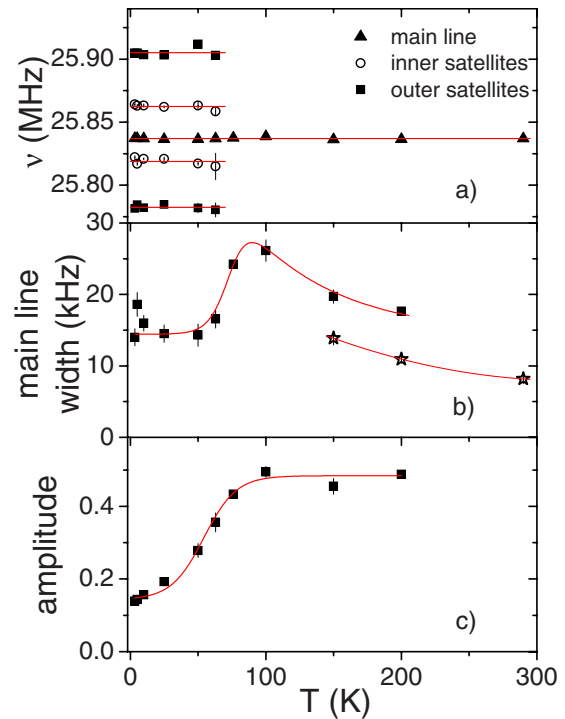 ν (MHz)
25.90
25.85
25.80
main line
inner satellites
outer satellites
a)
main line
width (kHz)
30
20
10
0
b)
amplitude
0.4
0.2
0.0
c)
0 100 200 300
T (K)